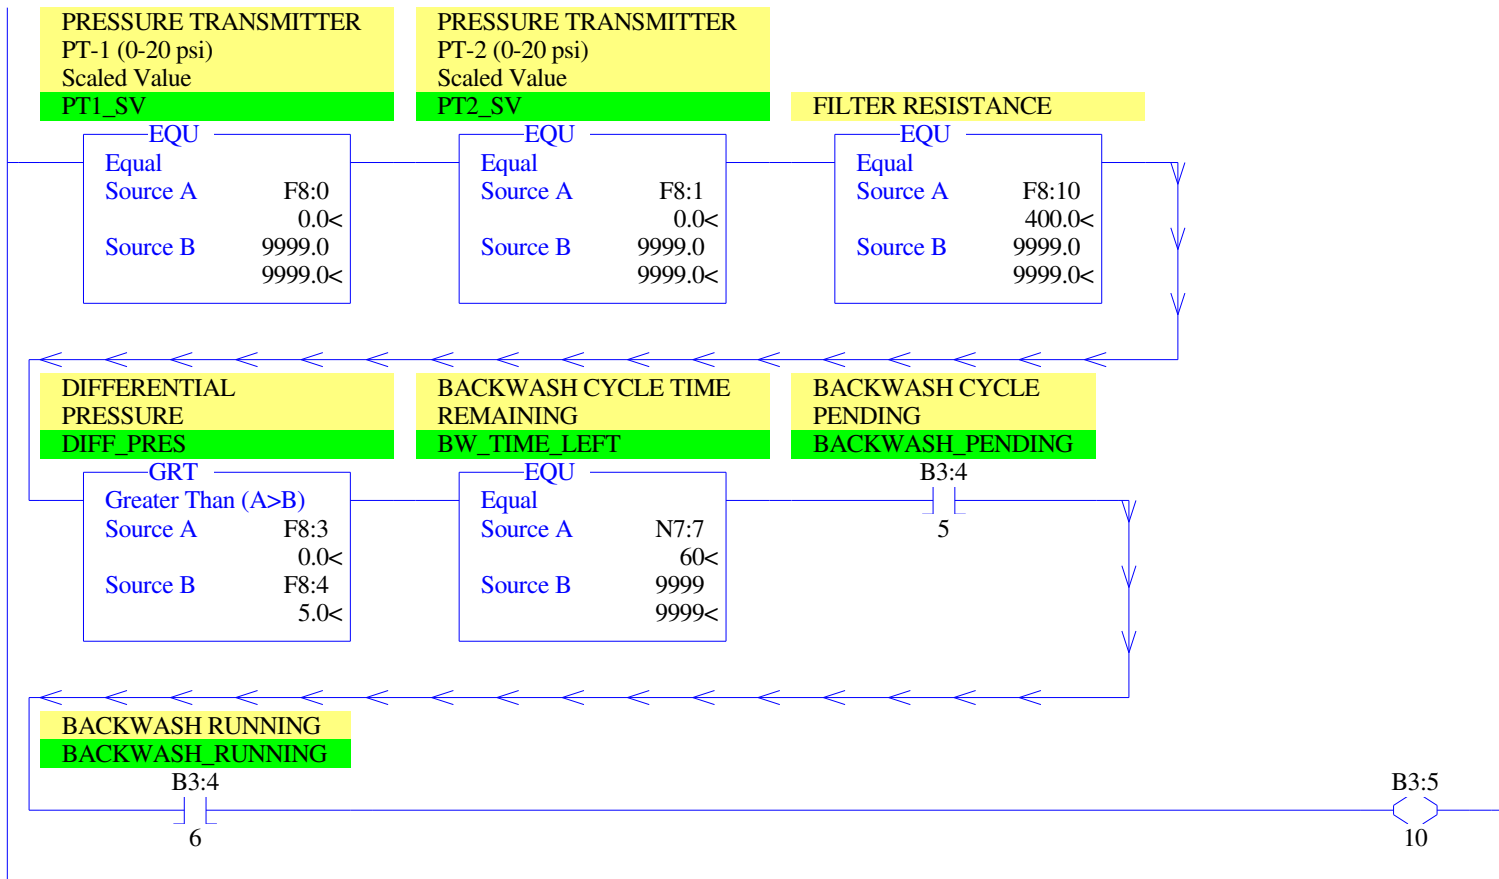 PRESSURE TRANSMITTER
PT-1 (0-20 psi)
Scaled Value
PT1_SV
EQU
Equal
Source A F8:0
0.0<
Source B 9999.0
9999.0<
PRESSURE TRANSMITTER
PT-2 (0-20 psi)
Scaled Value
PT2_SV
EQU
Equal
Source A F8:1
0.0<
Source B 9999.0
9999.0<
FILTER RESISTANCE
EQU
Equal
Source A F8:10
400.0<
Source B 9999.0
9999.0<
DIFFERENTIAL
PRESSURE
DIFF_PRES
GRT
Greater Than (A>B)
Source A F8:3
0.0<
Source B F8:4
5.0<
BACKWASH CYCLE TIME
REMAINING
BW_TIME_LEFT
EQU
Equal
Source A N7:7
60<
Source B 9999
9999<
BACKWASH CYCLE
PENDING
BACKWASH_PENDING
B3:4
5
BACKWASH RUNNING
BACKWASH_RUNNING
B3:4
6
B3:5
10